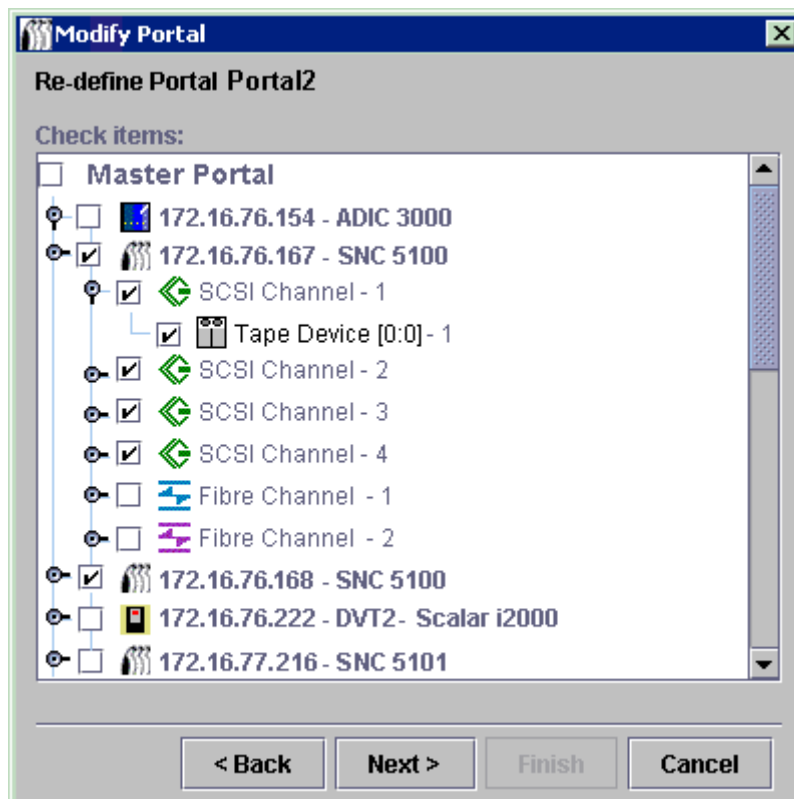 Modify Portal
Re-define Portal Portal2
Check items:
Master Portal
172.16.76.154 - ADIC 3000
172.16.76.167 - SNC 5100
SCSI Channel - 1
Tape Device [0:0] - 1
SCSI Channel - 2
SCSI Channel - 3
SCSI Channel - 4
Fibre Channel - 1
Fibre Channel - 2
172.16.76.168 - SNC 5100
172.16.76.222 - DVT2- Scalar i2000
172.16.77.216 - SNC 5101
< Back Next > Finish Cancel